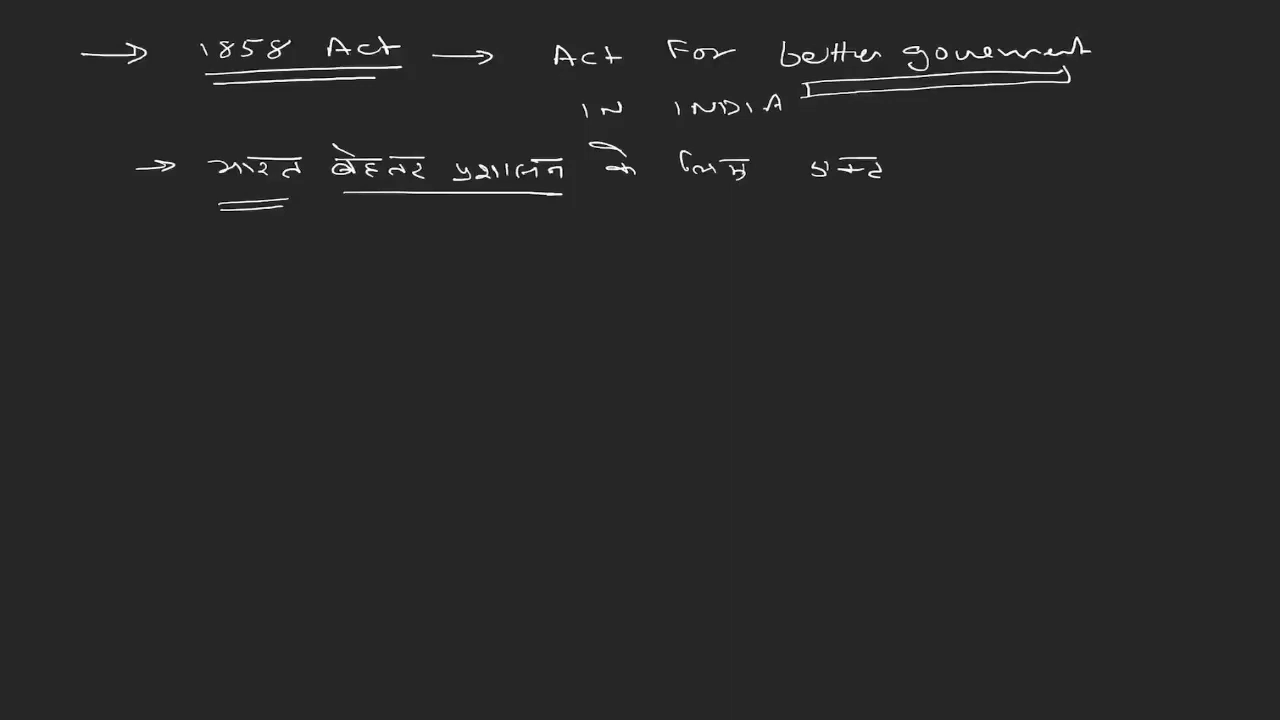 → 1858 Act → Act For better government
IN INDIA
→ भारत बेहतर प्रशासन के लिए एक्ट